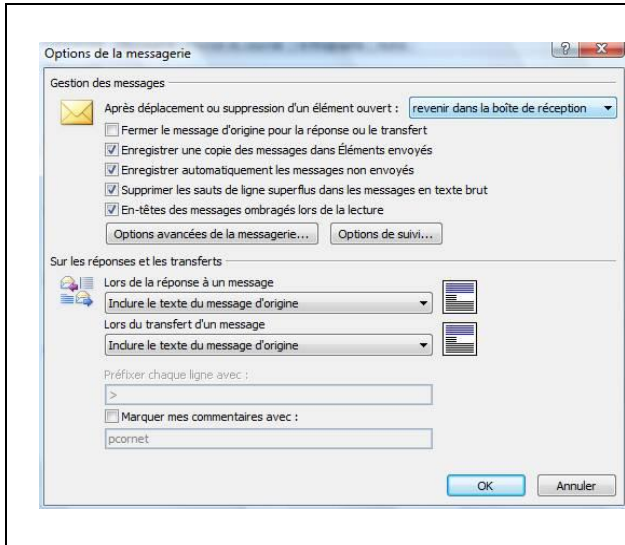 Options de la messagerie
Gestion des messages
Après déplacement ou suppression d'un élément ouvert : revenir dans la boîte de réception
Fermer le message d'origine pour la réponse ou le transfert
Enregistrer une copie des messages dans Éléments envoyés
Enregistrer automatiquement les messages non envoyés
Supprimer les sauts de ligne superflus dans les messages en texte brut
En-têtes des messages ombragés lors de la lecture
Options avancées de la messagerie... Options de suivi...
Sur les réponses et les transferts
Lors de la réponse à un message
Inclure le texte du message d'origine
Lors du transfert d'un message
Inclure le texte du message d'origine
Préfixer chaque ligne avec :
>
Marquer mes commentaires avec :
pcornet
OK Annuler